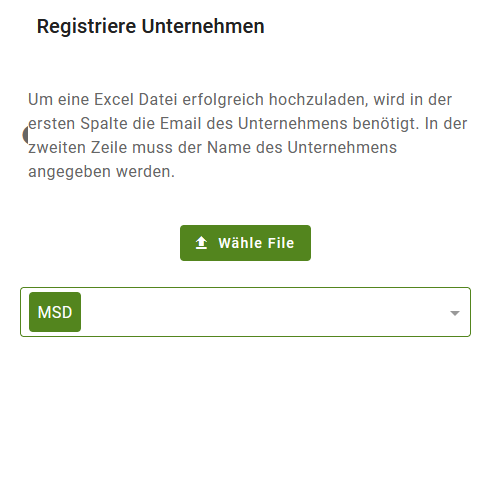 Registriere Unternehmen
Um eine Excel Datei erfolgreich hochzuladen, wird in der
ersten Spalte die Email des Unternehmens benötigt. In der
zweiten Zeile muss der Name des Unternehmens
angegeben werden.
Wähle File
MSD